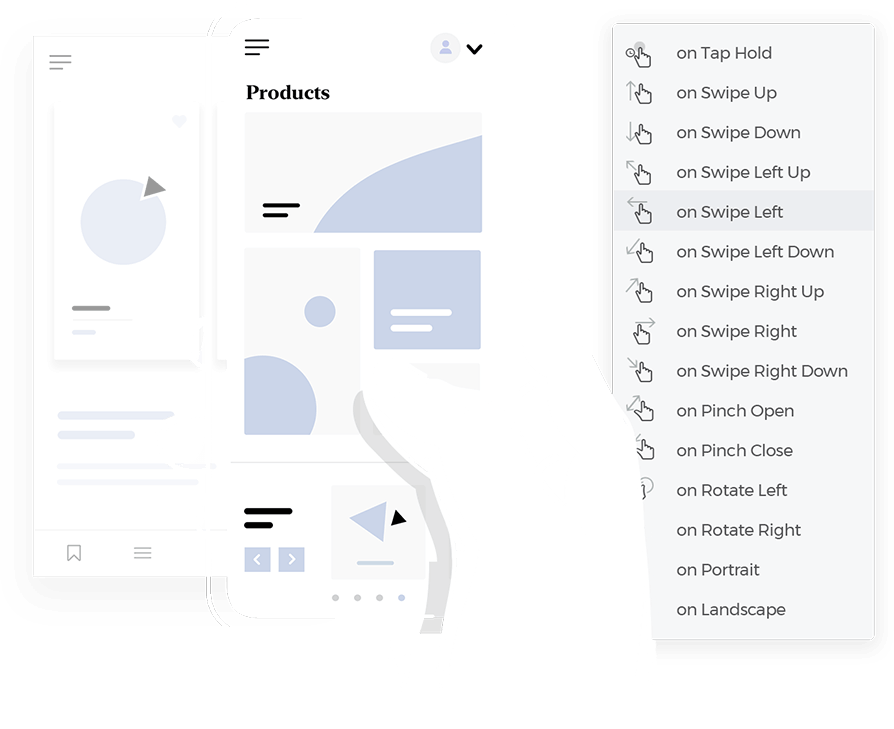 Products
on Tap Hold
on Swipe Up
on Swipe Down
on Swipe Left Up
on Swipe Left
on Swipe Left Down
on Swipe Right Up
on Swipe Right
on Swipe Right Down
on Pinch Open
on Pinch Close
on Rotate Left
on Rotate Right
on Portrait
on Landscape